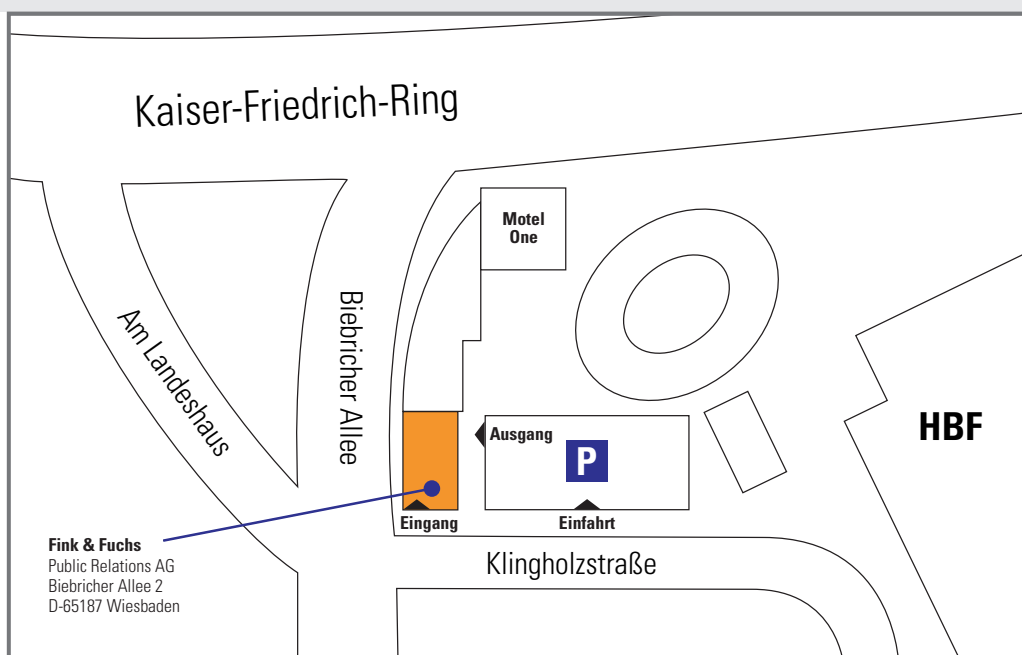 Kaiser-Friedrich-Ring
Motel
One
Am Landeshaus
Biebricher Allee
HBF
Ausgang
P
Eingang
Einfahrt
Klingholzstraße
Fink & Fuchs
Public Relations AG
Biebricher Allee 2
D-65187 Wiesbaden